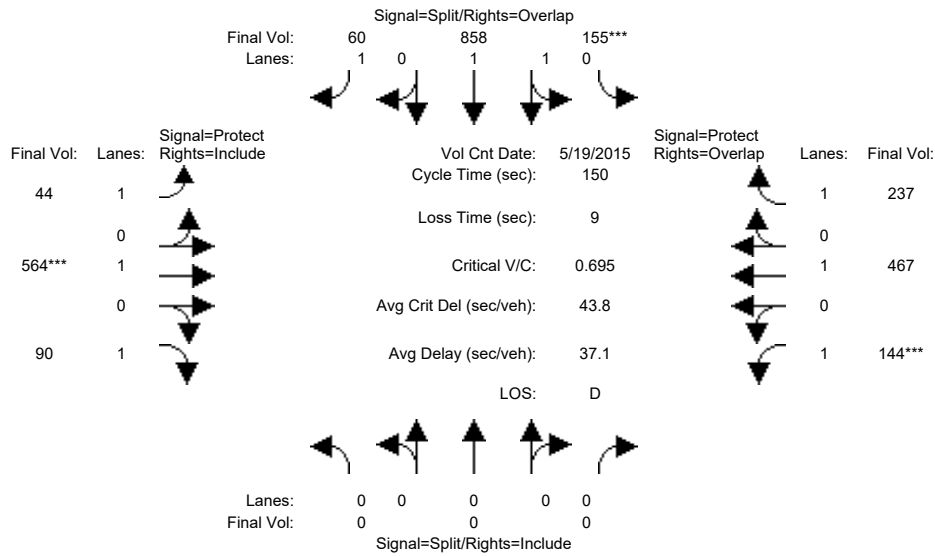 Signal=Split/Rights=Overlap
Final Vol: 60 858 155***
Lanes: 1 0 1 1 0
Signal=Protect
Final Vol: Lanes: Rights=Include
Vol Cnt Date: 5/19/2015
Signal=Protect
Rights=Overlap Lanes: Final Vol:
Cycle Time (sec): 150
44 1
1 237
Loss Time (sec): 9
0
0
564*** 1
Critical V/C: 0.695
1 467
0
Avg Crit Del (sec/veh): 43.8
0
90 1
Avg Delay (sec/veh): 37.1
1 144***
LOS: D
Lanes: 0 0 0 0 0
Final Vol: 0 0 0
Signal=Split/Rights=Include